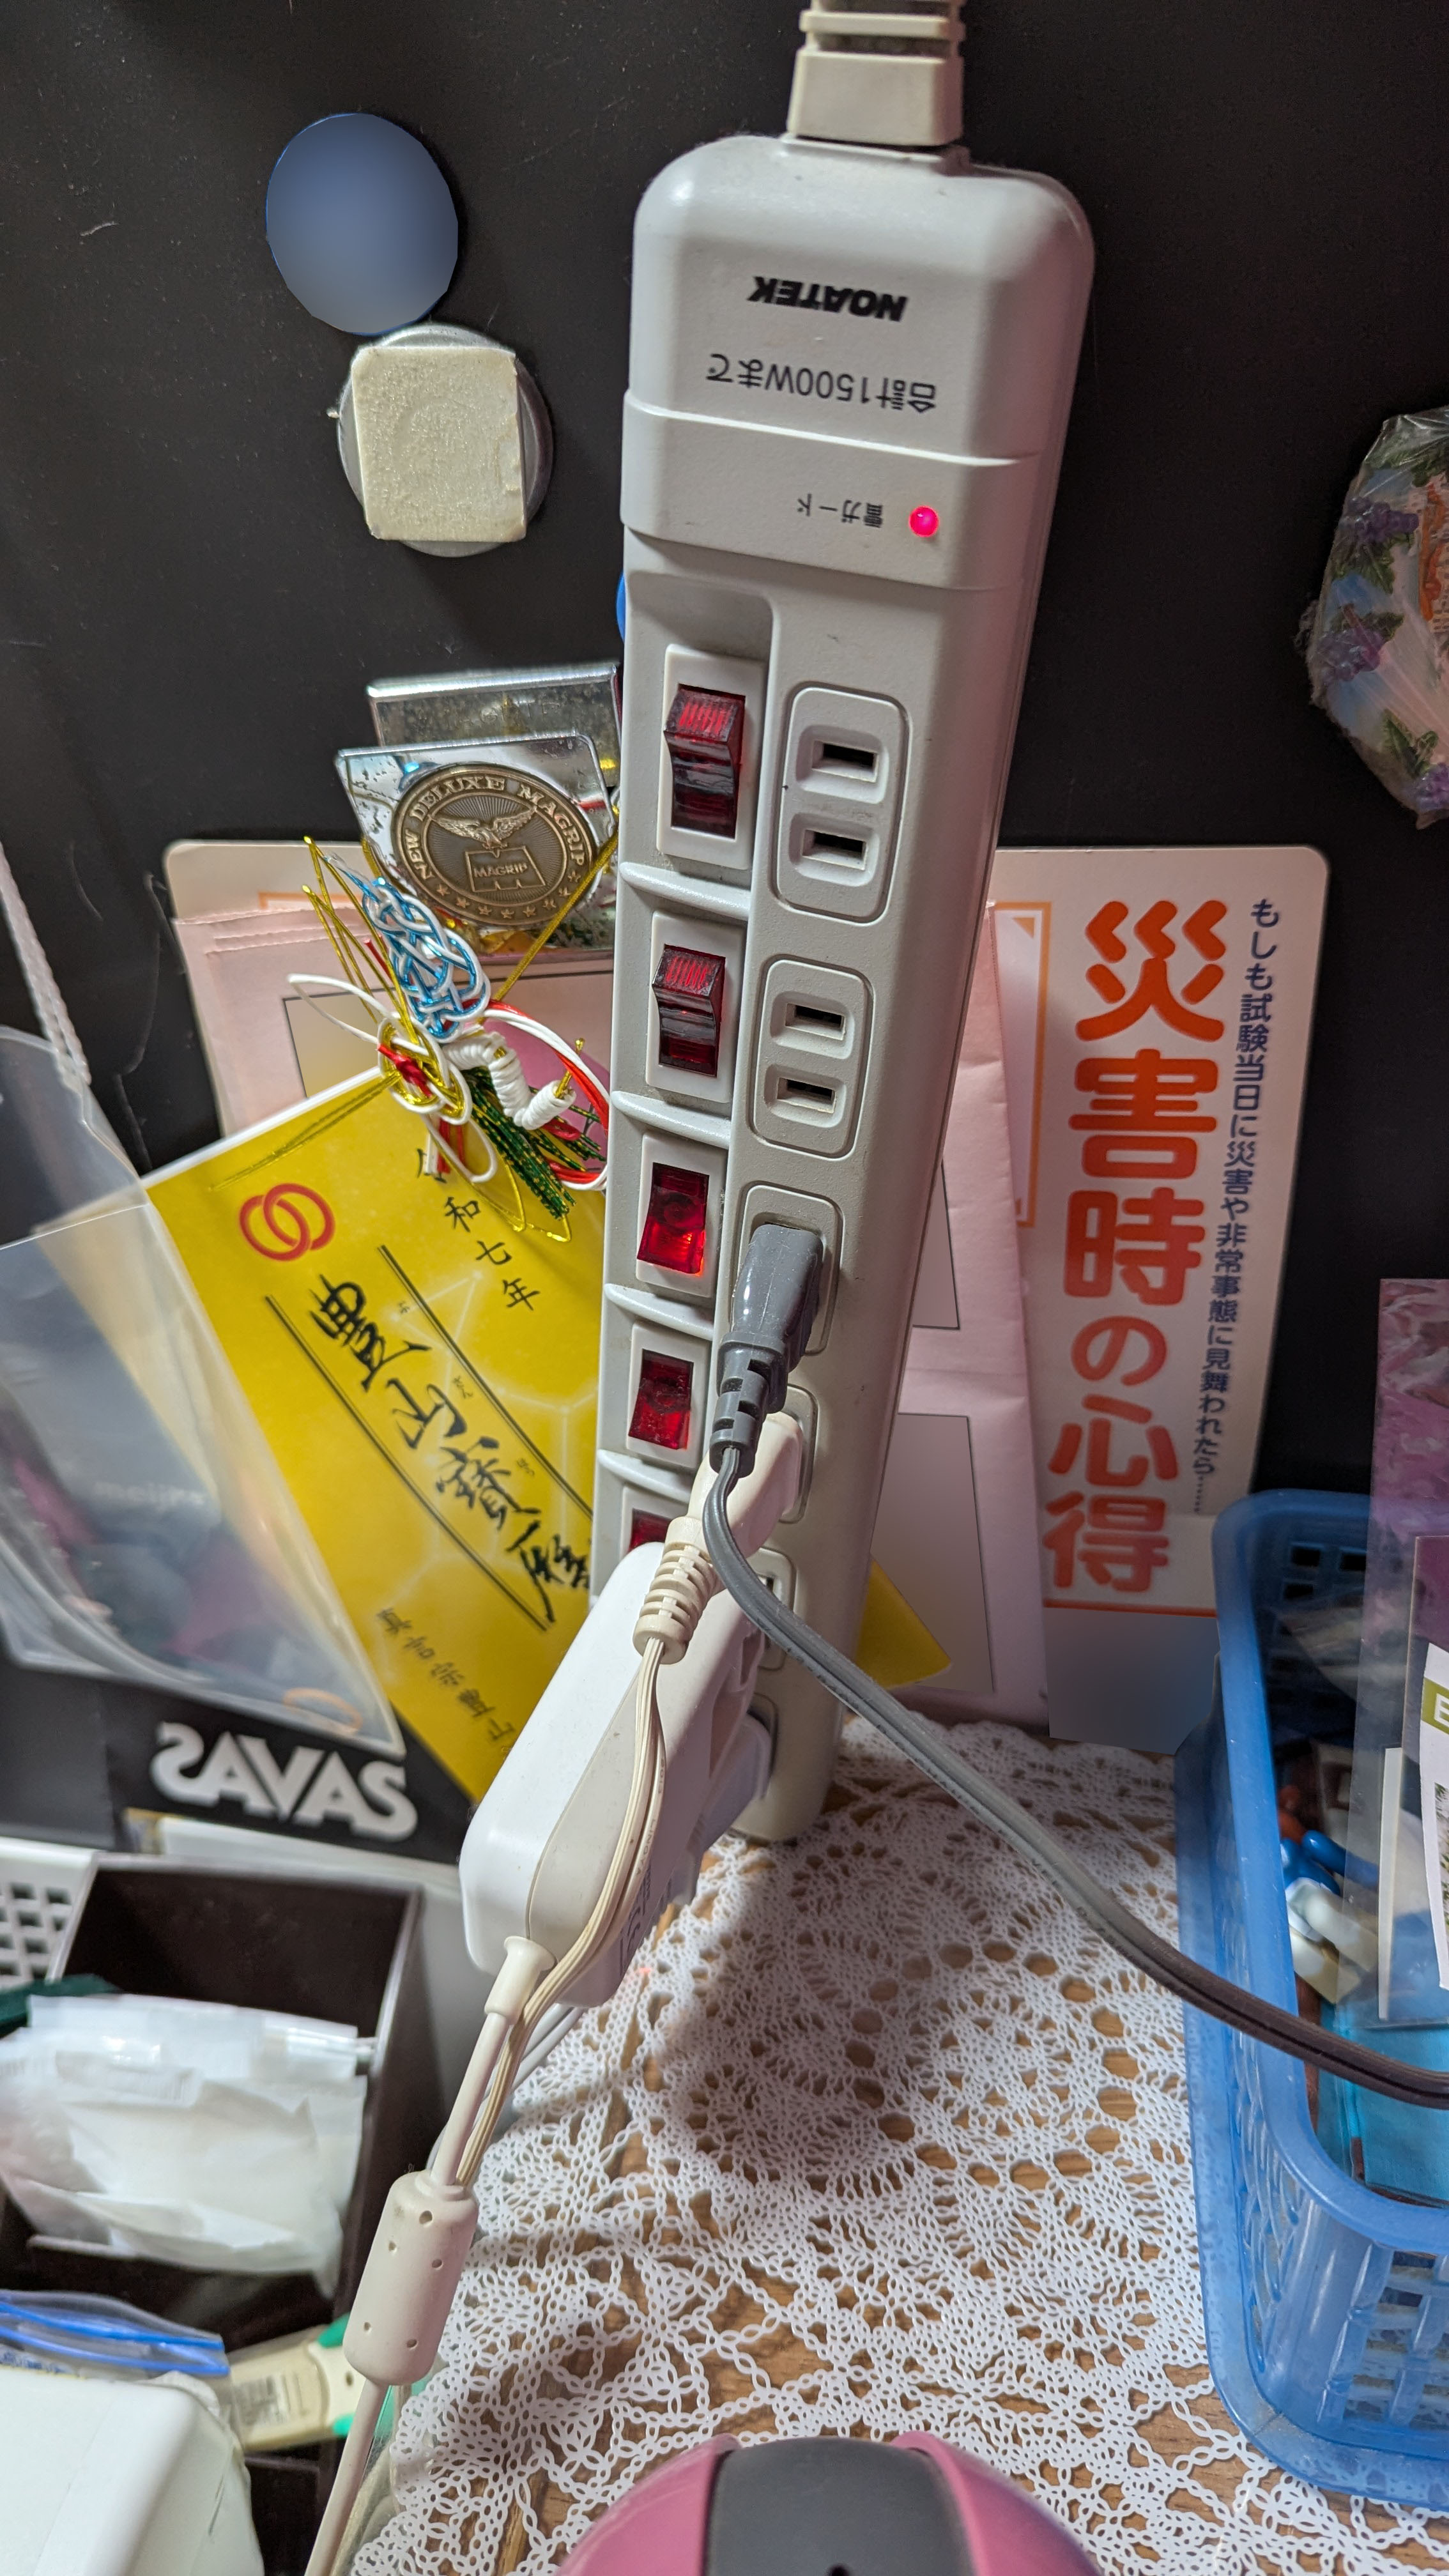 NOATEK
合計1500Wまで
雷ガード
NEW DELUXE MAGRIP
MAGRIP
もしも試験当日に災害や非常事態に見舞われたら……
災害時の心得
令和七年
豊山寳暦
真言宗豊山
meiji
SAVAS